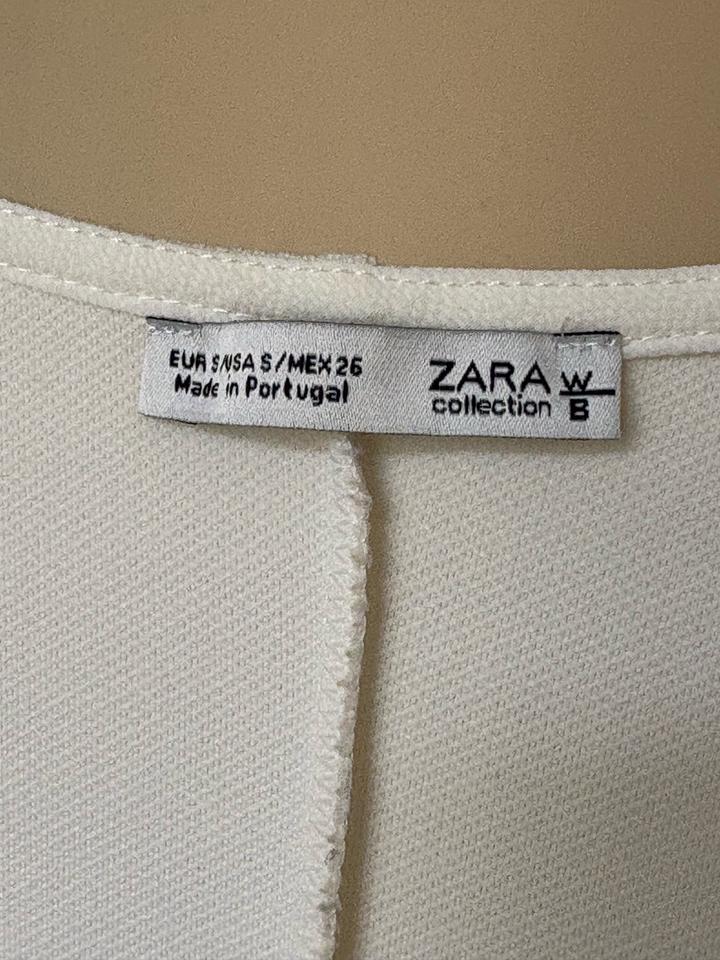 EUR S/USA S/MEX 26
Made in Portugal
ZARA W
collection B